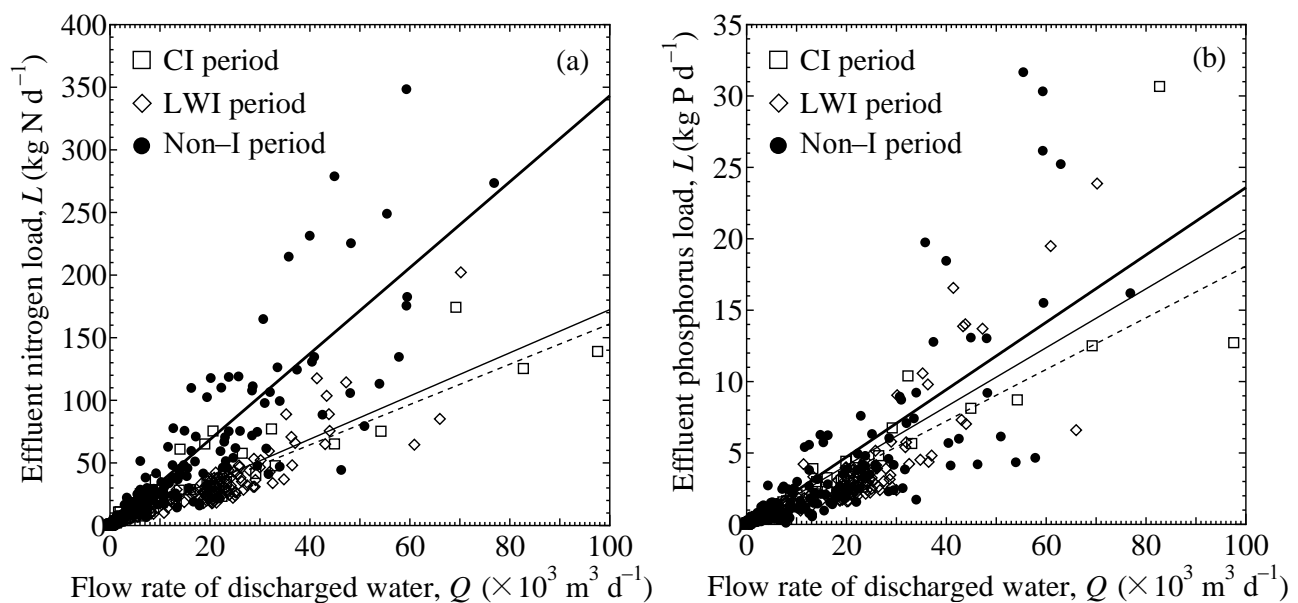 Effluent nitrogen load, L (kg N d−1)
400
350
300
250
200
150
100
50
0
CI period
LWI period
Non–I period
(a)
0 20 40 60 80 100
Flow rate of discharged water, Q (×10³ m³ d−1)
Effluent phosphorus load, L (kg P d−1)
35
30
25
20
15
10
5
0
CI period
LWI period
Non–I period
(b)
0 20 40 60 80 100
Flow rate of discharged water, Q (×10³ m³ d−1)